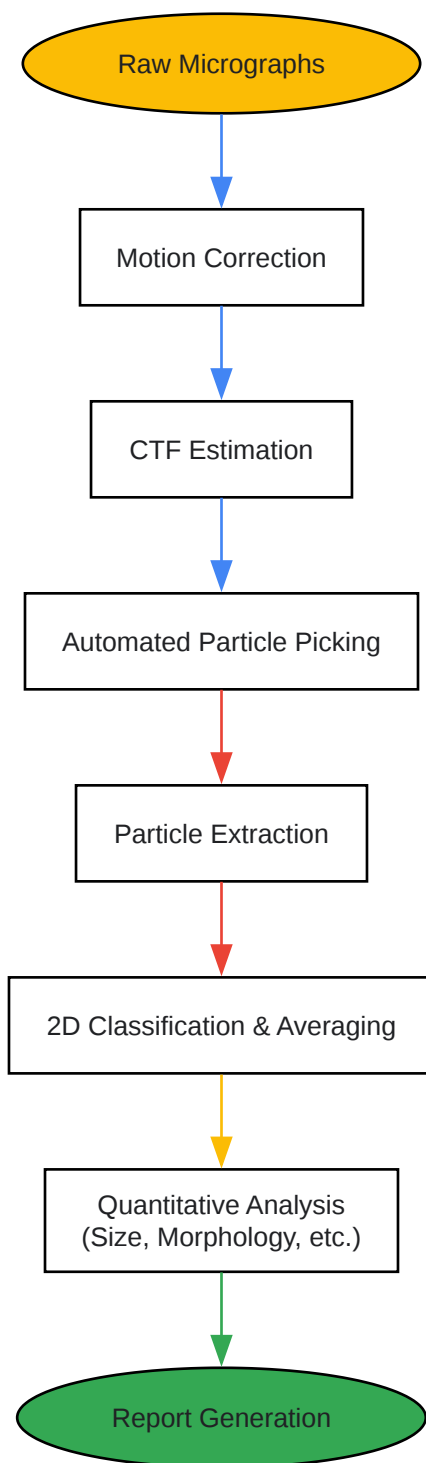 Raw Micrographs
Motion Correction
CTF Estimation
Automated Particle Picking
Particle Extraction
2D Classification & Averaging
Quantitative Analysis
(Size, Morphology, etc.)
Report Generation